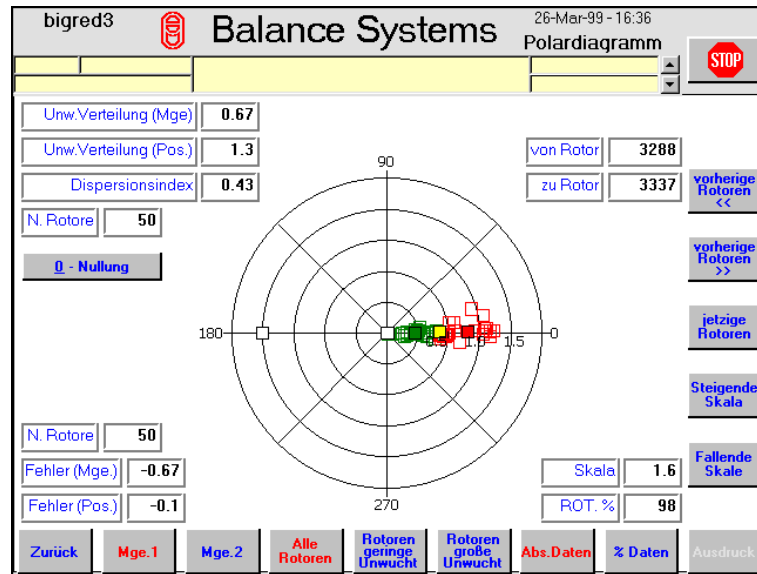 bigred3
Balance Systems
26-Mar-99 - 16:36
Polardiagramm
STOP
Unw.Verteilung (Mge) 0.67
Unw.Verteilung (Pos.) 1.3
Dispersionsindex 0.43
N. Rotore 50
0 - Nullung
von Rotor 3288
zu Rotor 3337
vorherige
Rotoren
<<
vorherige
Rotoren
>>
jetzige
Rotoren
Steigende
Skala
Fallende
Skale
90
180
0
1.5
270
N. Rotore 50
Fehler (Mge.) -0.67
Fehler (Pos.) -0.1
Skala 1.6
ROT. % 98
Zurück
Mge.1
Mge.2
Alle
Rotoren
Rotoren
geringe
Unwucht
Rotoren
große
Unwucht
Abs.Daten
% Daten
Ausdruck